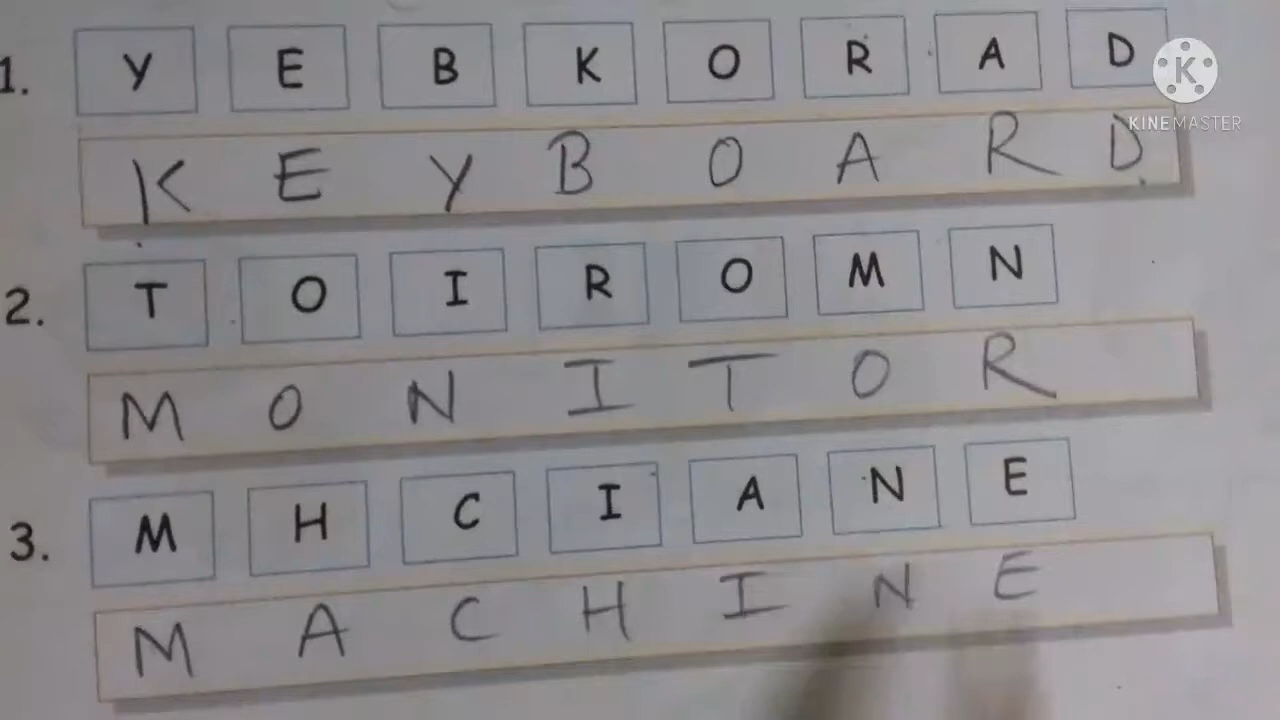 1. Y E B K O R A D
K E Y B O A R D
2. T O I R O M N
M O N I T O R
3. M H C I A N E
M A C H I N E
K
KINEMASTER